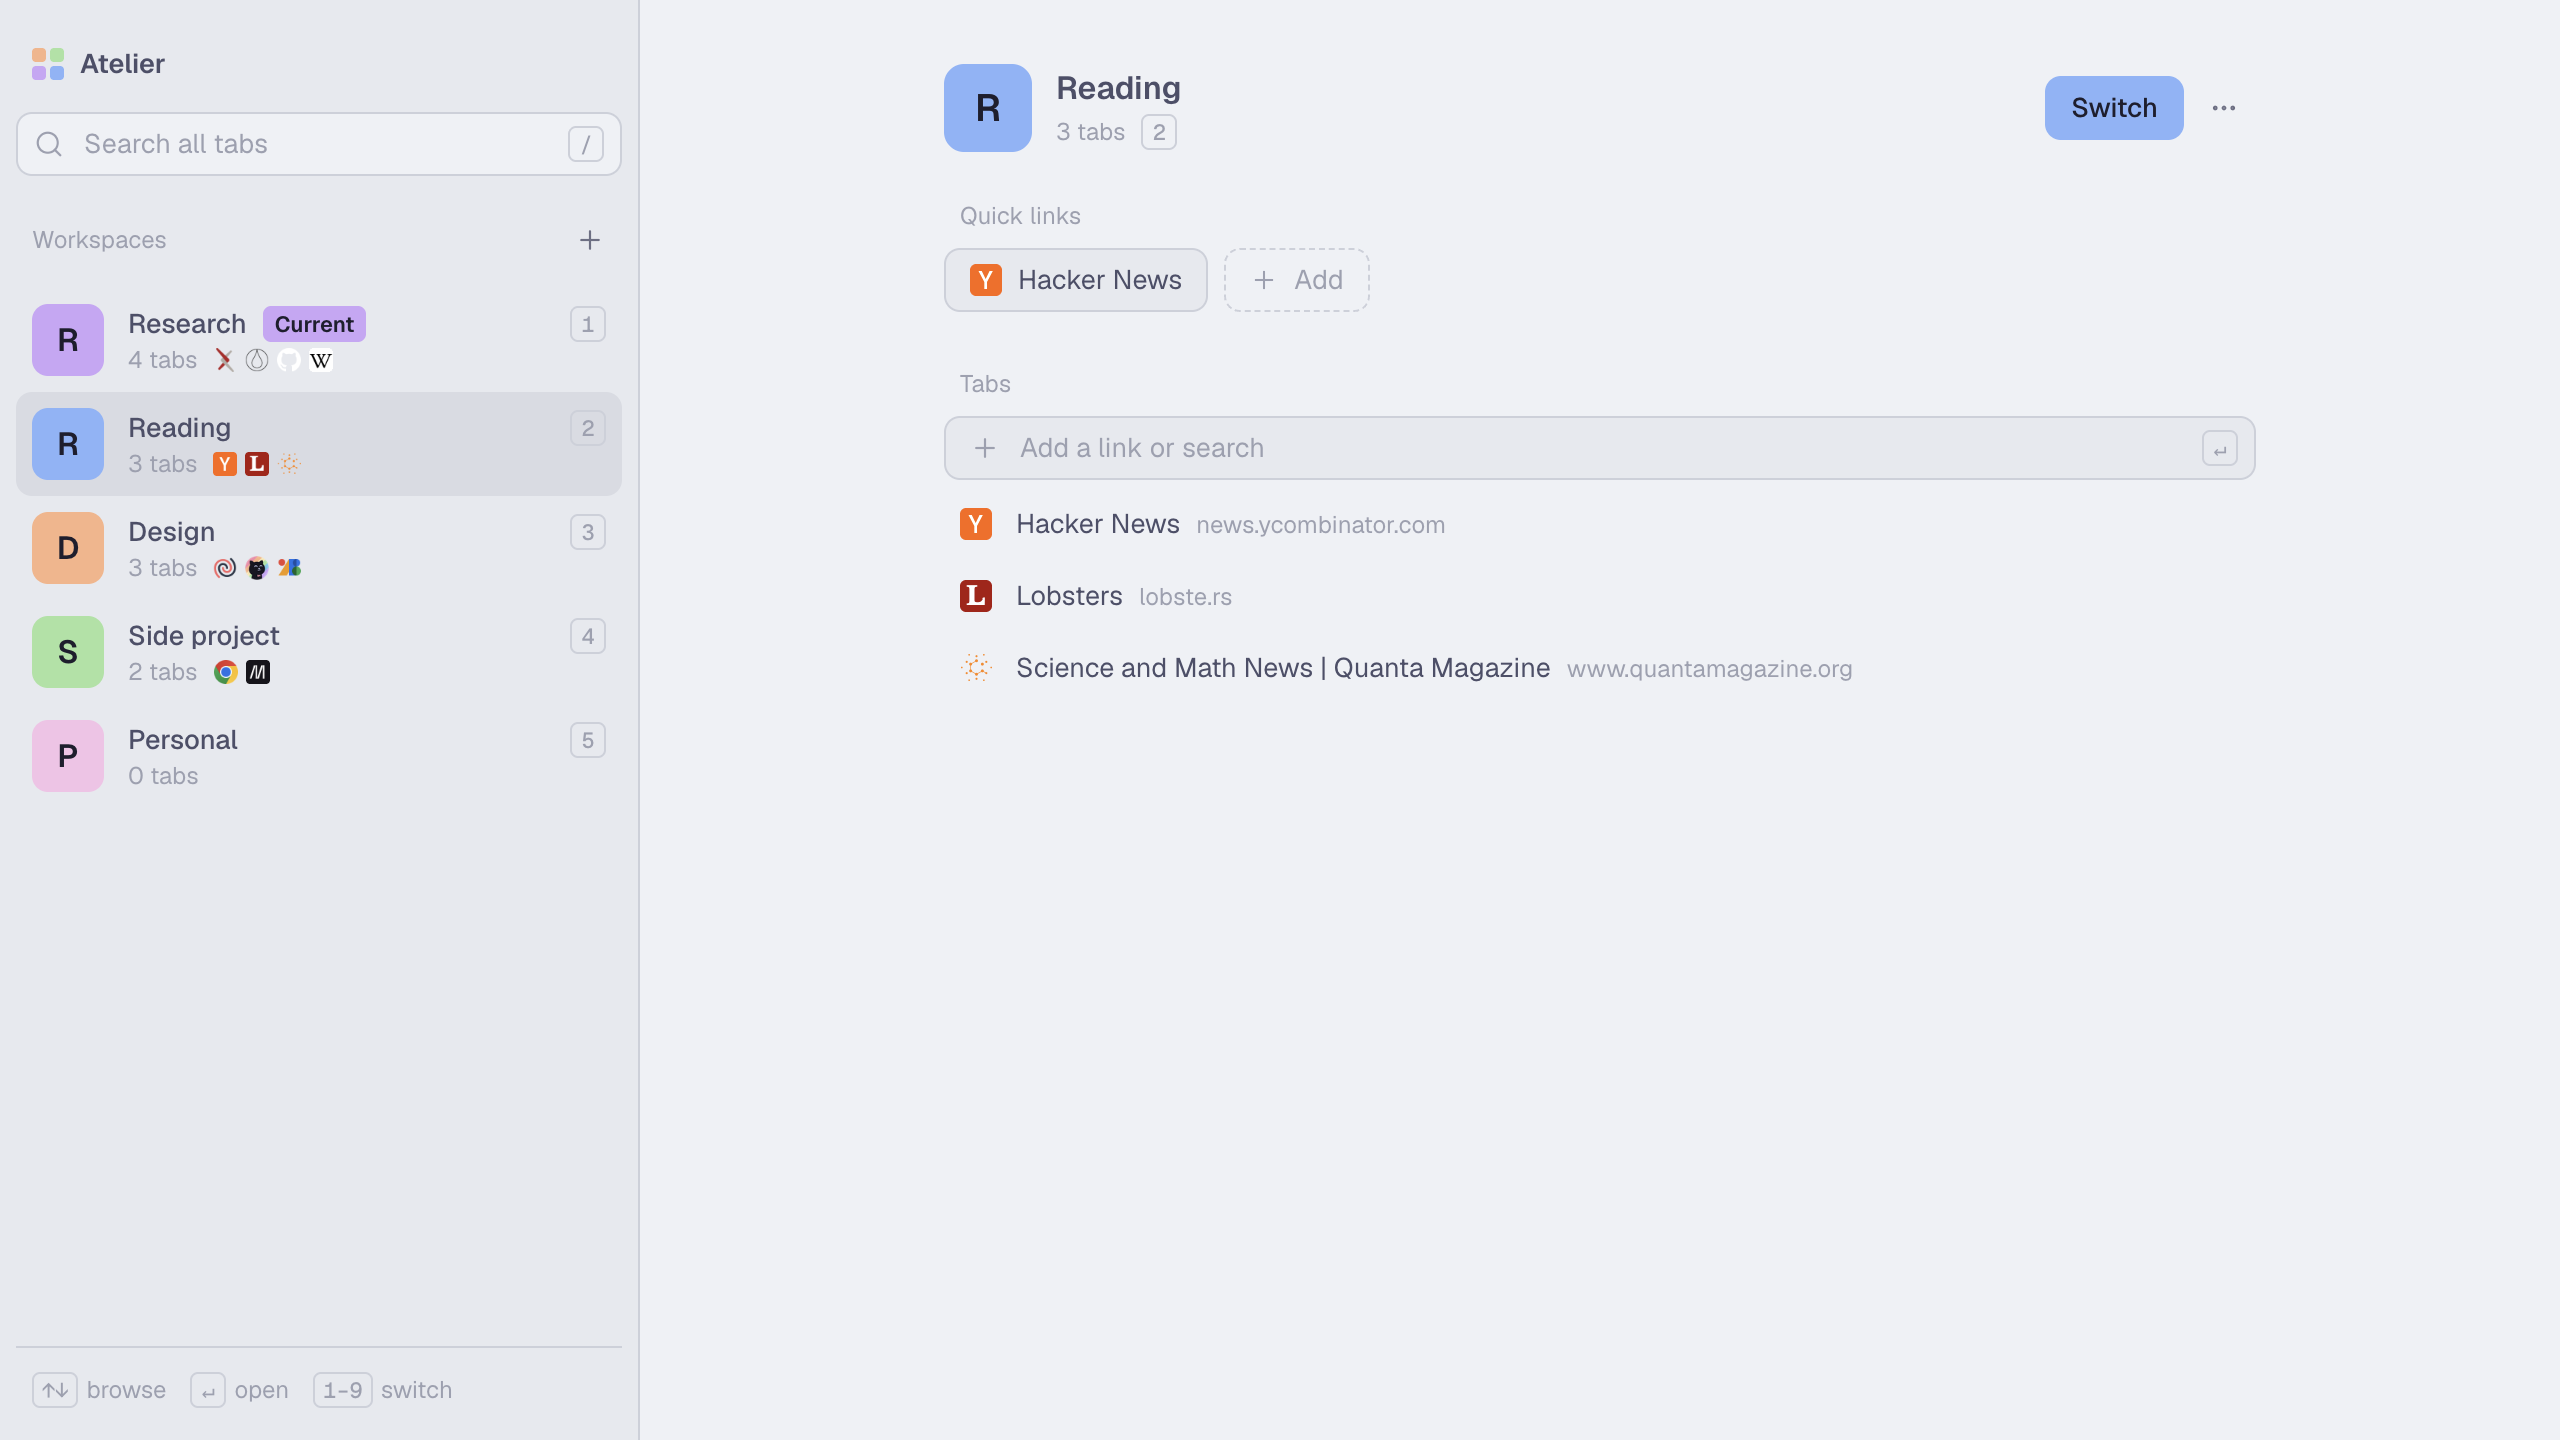 Atelier
Search all tabs /
Workspaces
R Research Current 1
4 tabs W
R Reading 2
3 tabs Y L
D Design 3
3 tabs
S Side project 4
2 tabs
P Personal 5
0 tabs
↑↓ browse ↵ open 1-9 switch
R Reading
3 tabs 2
Switch ...
Quick links
Y Hacker News + Add
Tabs
+ Add a link or search ↵
Y Hacker News news.ycombinator.com
L Lobsters lobste.rs
Science and Math News | Quanta Magazine www.quantamagazine.org